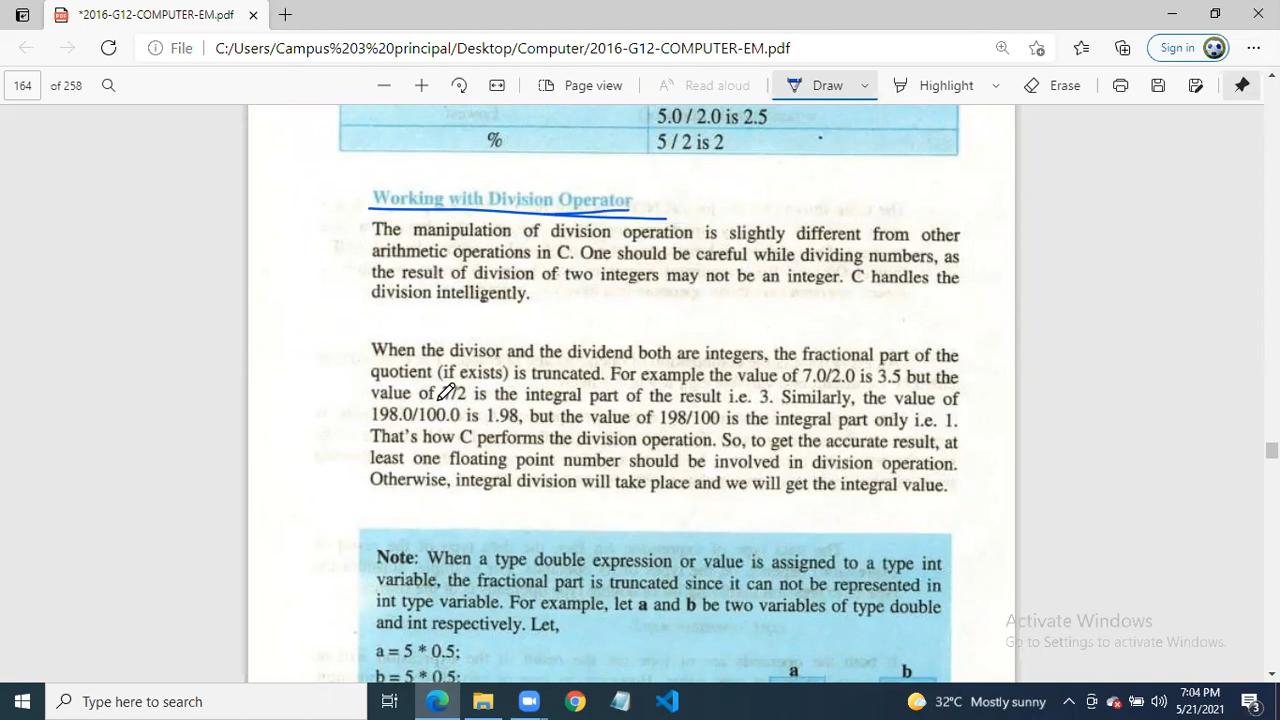 *2016-G12-COMPUTER-EM.pdf
File C:/Users/Campus%203%20principal/Desktop/Computer/2016-G12-COMPUTER-EM.pdf Sign in
164 of 258 Page view Read aloud Draw Highlight Erase
5.0 / 2.0 is 2.5
% 5 / 2 is 2
Working with Division Operator
The manipulation of division operation is slightly different from other
arithmetic operations in C. One should be careful while dividing numbers, as
the result of division of two integers may not be an integer. C handles the
division intelligently.
When the divisor and the dividend both are integers, the fractional part of the
quotient (if exists) is truncated. For example the value of 7.0/2.0 is 3.5 but the
value of /2 is the integral part of the result i.e. 3. Similarly, the value of
198.0/100.0 is 1.98, but the value of 198/100 is the integral part only i.e. 1.
That's how C performs the division operation. So, to get the accurate result, at
least one floating point number should be involved in division operation.
Otherwise, integral division will take place and we will get the integral value.
Note: When a type double expression or value is assigned to a type int
variable, the fractional part is truncated since it can not be represented in
int type variable. For example, let a and b be two variables of type double
and int respectively. Let,
a = 5 * 0.5;
b = 5 * 0.5;
a b
Activate Windows
Go to Settings to activate Windows.
Type here to search
32°C Mostly sunny
7:04 PM
5/21/2021
3